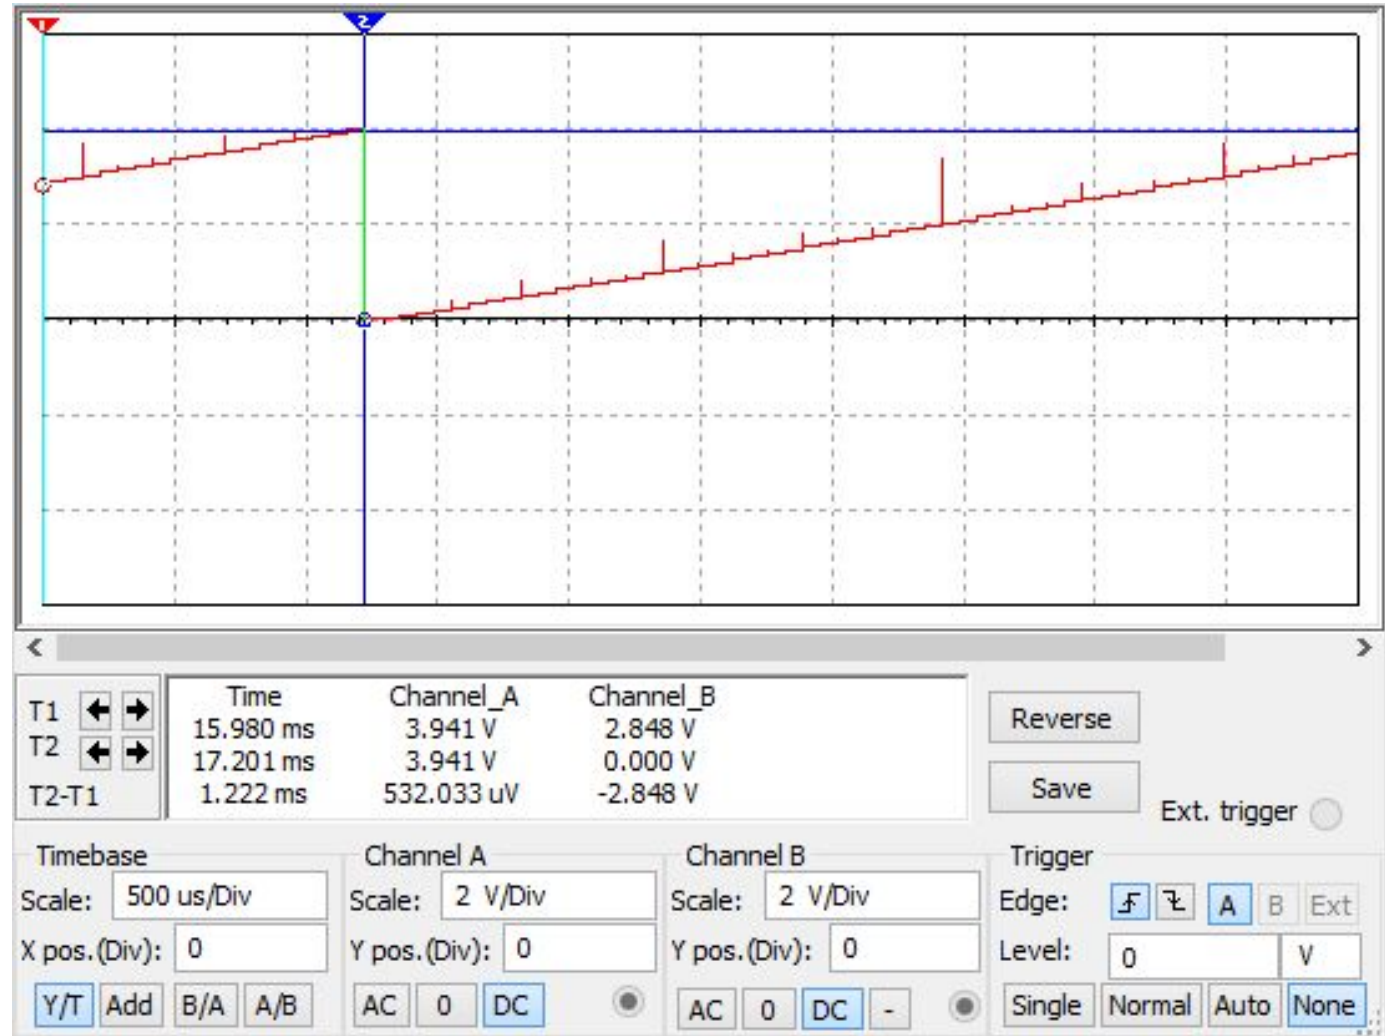 1 2
T1
T2
T2-T1
Time Channel_A Channel_B
15.980 ms 3.941 V 2.848 V
17.201 ms 3.941 V 0.000 V
1.222 ms 532.033 uV -2.848 V
Reverse
Save
Ext. trigger
Timebase
Scale: 500 us/Div
X pos.(Div): 0
Y/T Add B/A A/B
Channel A
Scale: 2 V/Div
Y pos.(Div): 0
AC 0 DC
Channel B
Scale: 2 V/Div
Y pos.(Div): 0
AC 0 DC -
Trigger
Edge: A B Ext
Level: 0 V
Single Normal Auto None